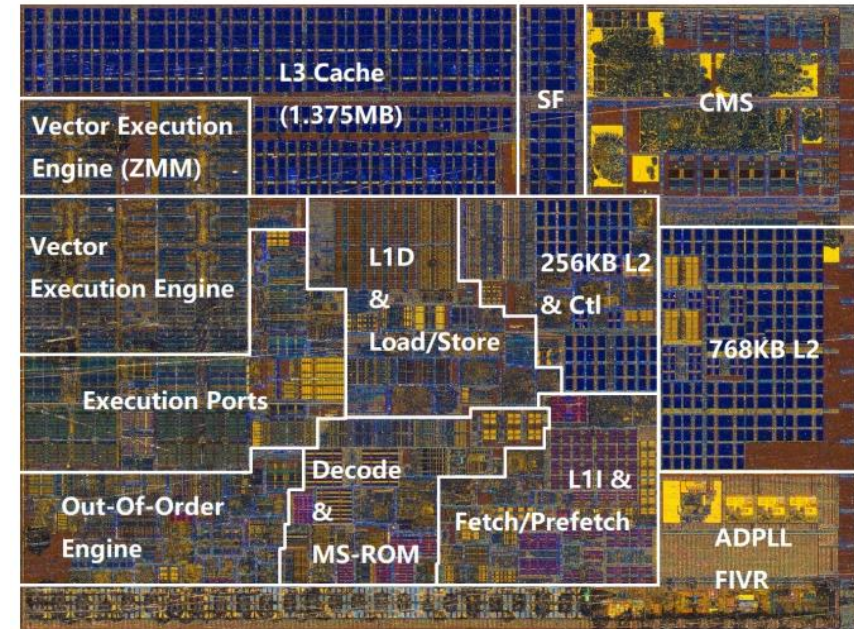 L3 Cache
(1.375MB)
SF
CMS
Vector Execution
Engine (ZMM)
Vector
Execution Engine
L1D
&
Load/Store
256KB L2
& Ctl
768KB L2
Execution Ports
Out-Of-Order
Engine
Decode
&
MS-ROM
L1I &
Fetch/Prefetch
ADPLL
FIVR